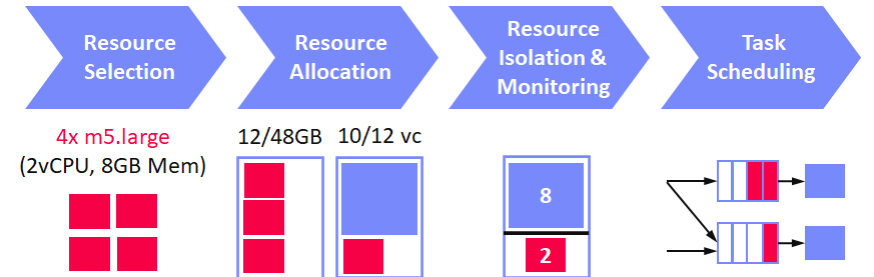 Resource
Selection
Resource
Allocation
Resource
Isolation &
Monitoring
Task
Scheduling
4x m5.large
(2vCPU, 8GB Mem)
12/48GB
10/12 vc
8
2